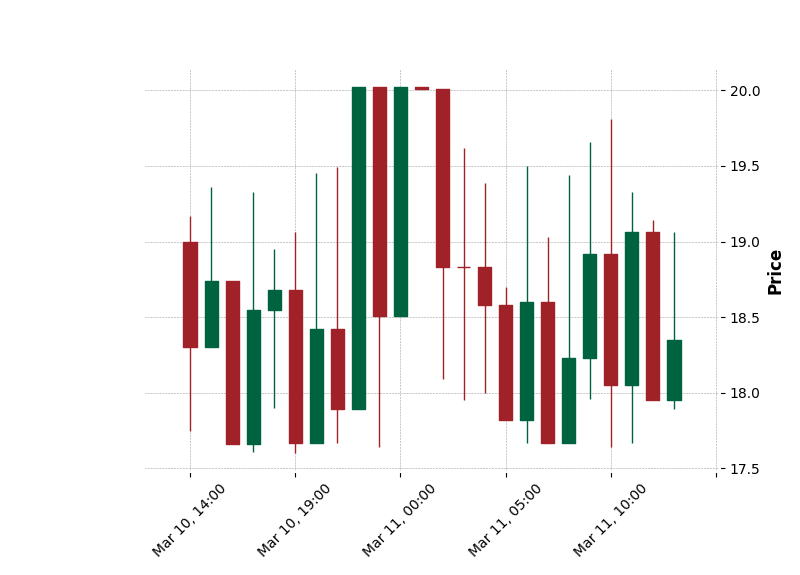 20.0
19.5
19.0
18.5
18.0
17.5
Price
Mar 10, 14:00
Mar 10, 19:00
Mar 11, 00:00
Mar 11, 05:00
Mar 11, 10:00